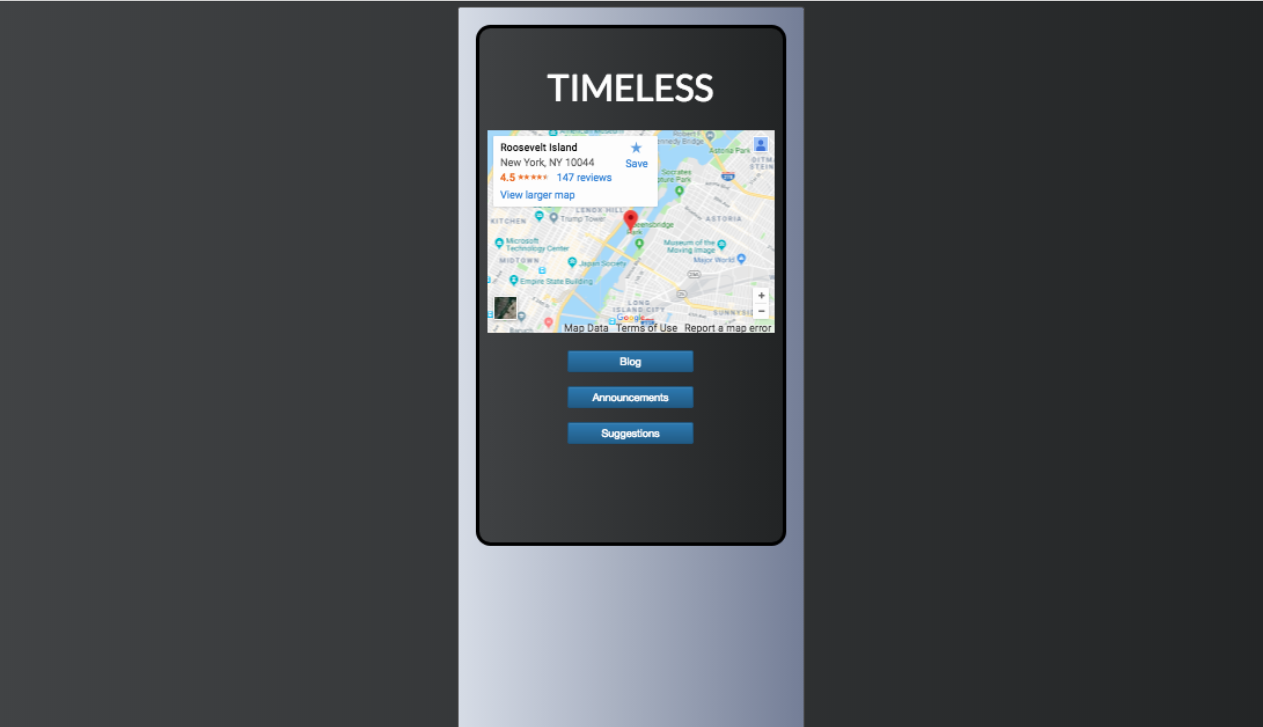 TIMELESS
Roosevelt Island
Save
New York, NY 10044
4.5 147 reviews
View larger map
Astoria Park
Socrates
LENOX HILL
Trump Tower
KITCHEN
ASTORIA
Queensbridge
Park
Microsoft
Technology Center
Museum of the
Moving Image
MIDTOWN
Japan Society
Major World
Empire State Building
LONG
ISLAND CITY
Google
+
−
Map Data Terms of Use Report a map error
Blog
Announcements
Suggestions